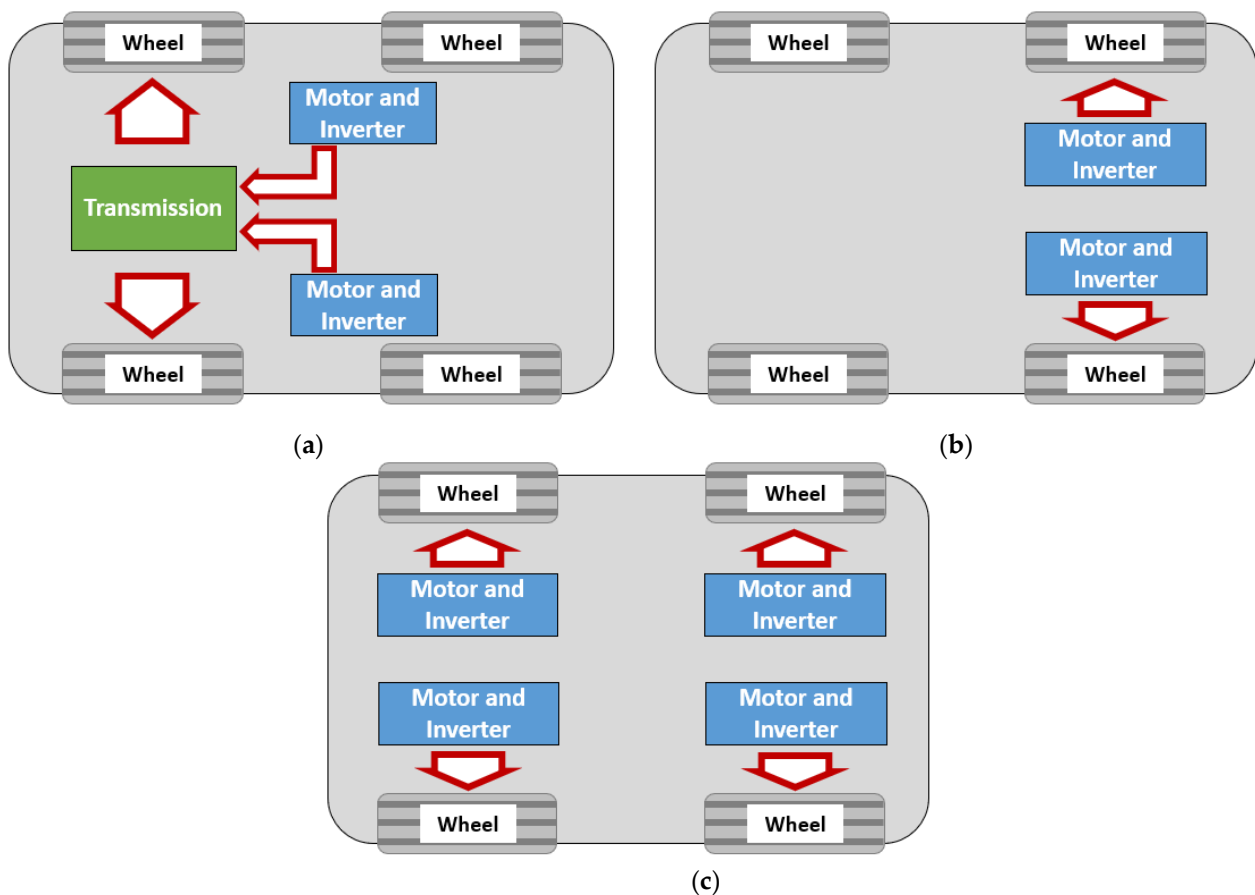 Wheel
Wheel
Motor and
Inverter
Transmission
Motor and
Inverter
Wheel
Wheel
(a)
Wheel
Wheel
Motor and
Inverter
Motor and
Inverter
Wheel
Wheel
(b)
Wheel
Wheel
Motor and
Inverter
Motor and
Inverter
Motor and
Inverter
Motor and
Inverter
Wheel
Wheel
(c)